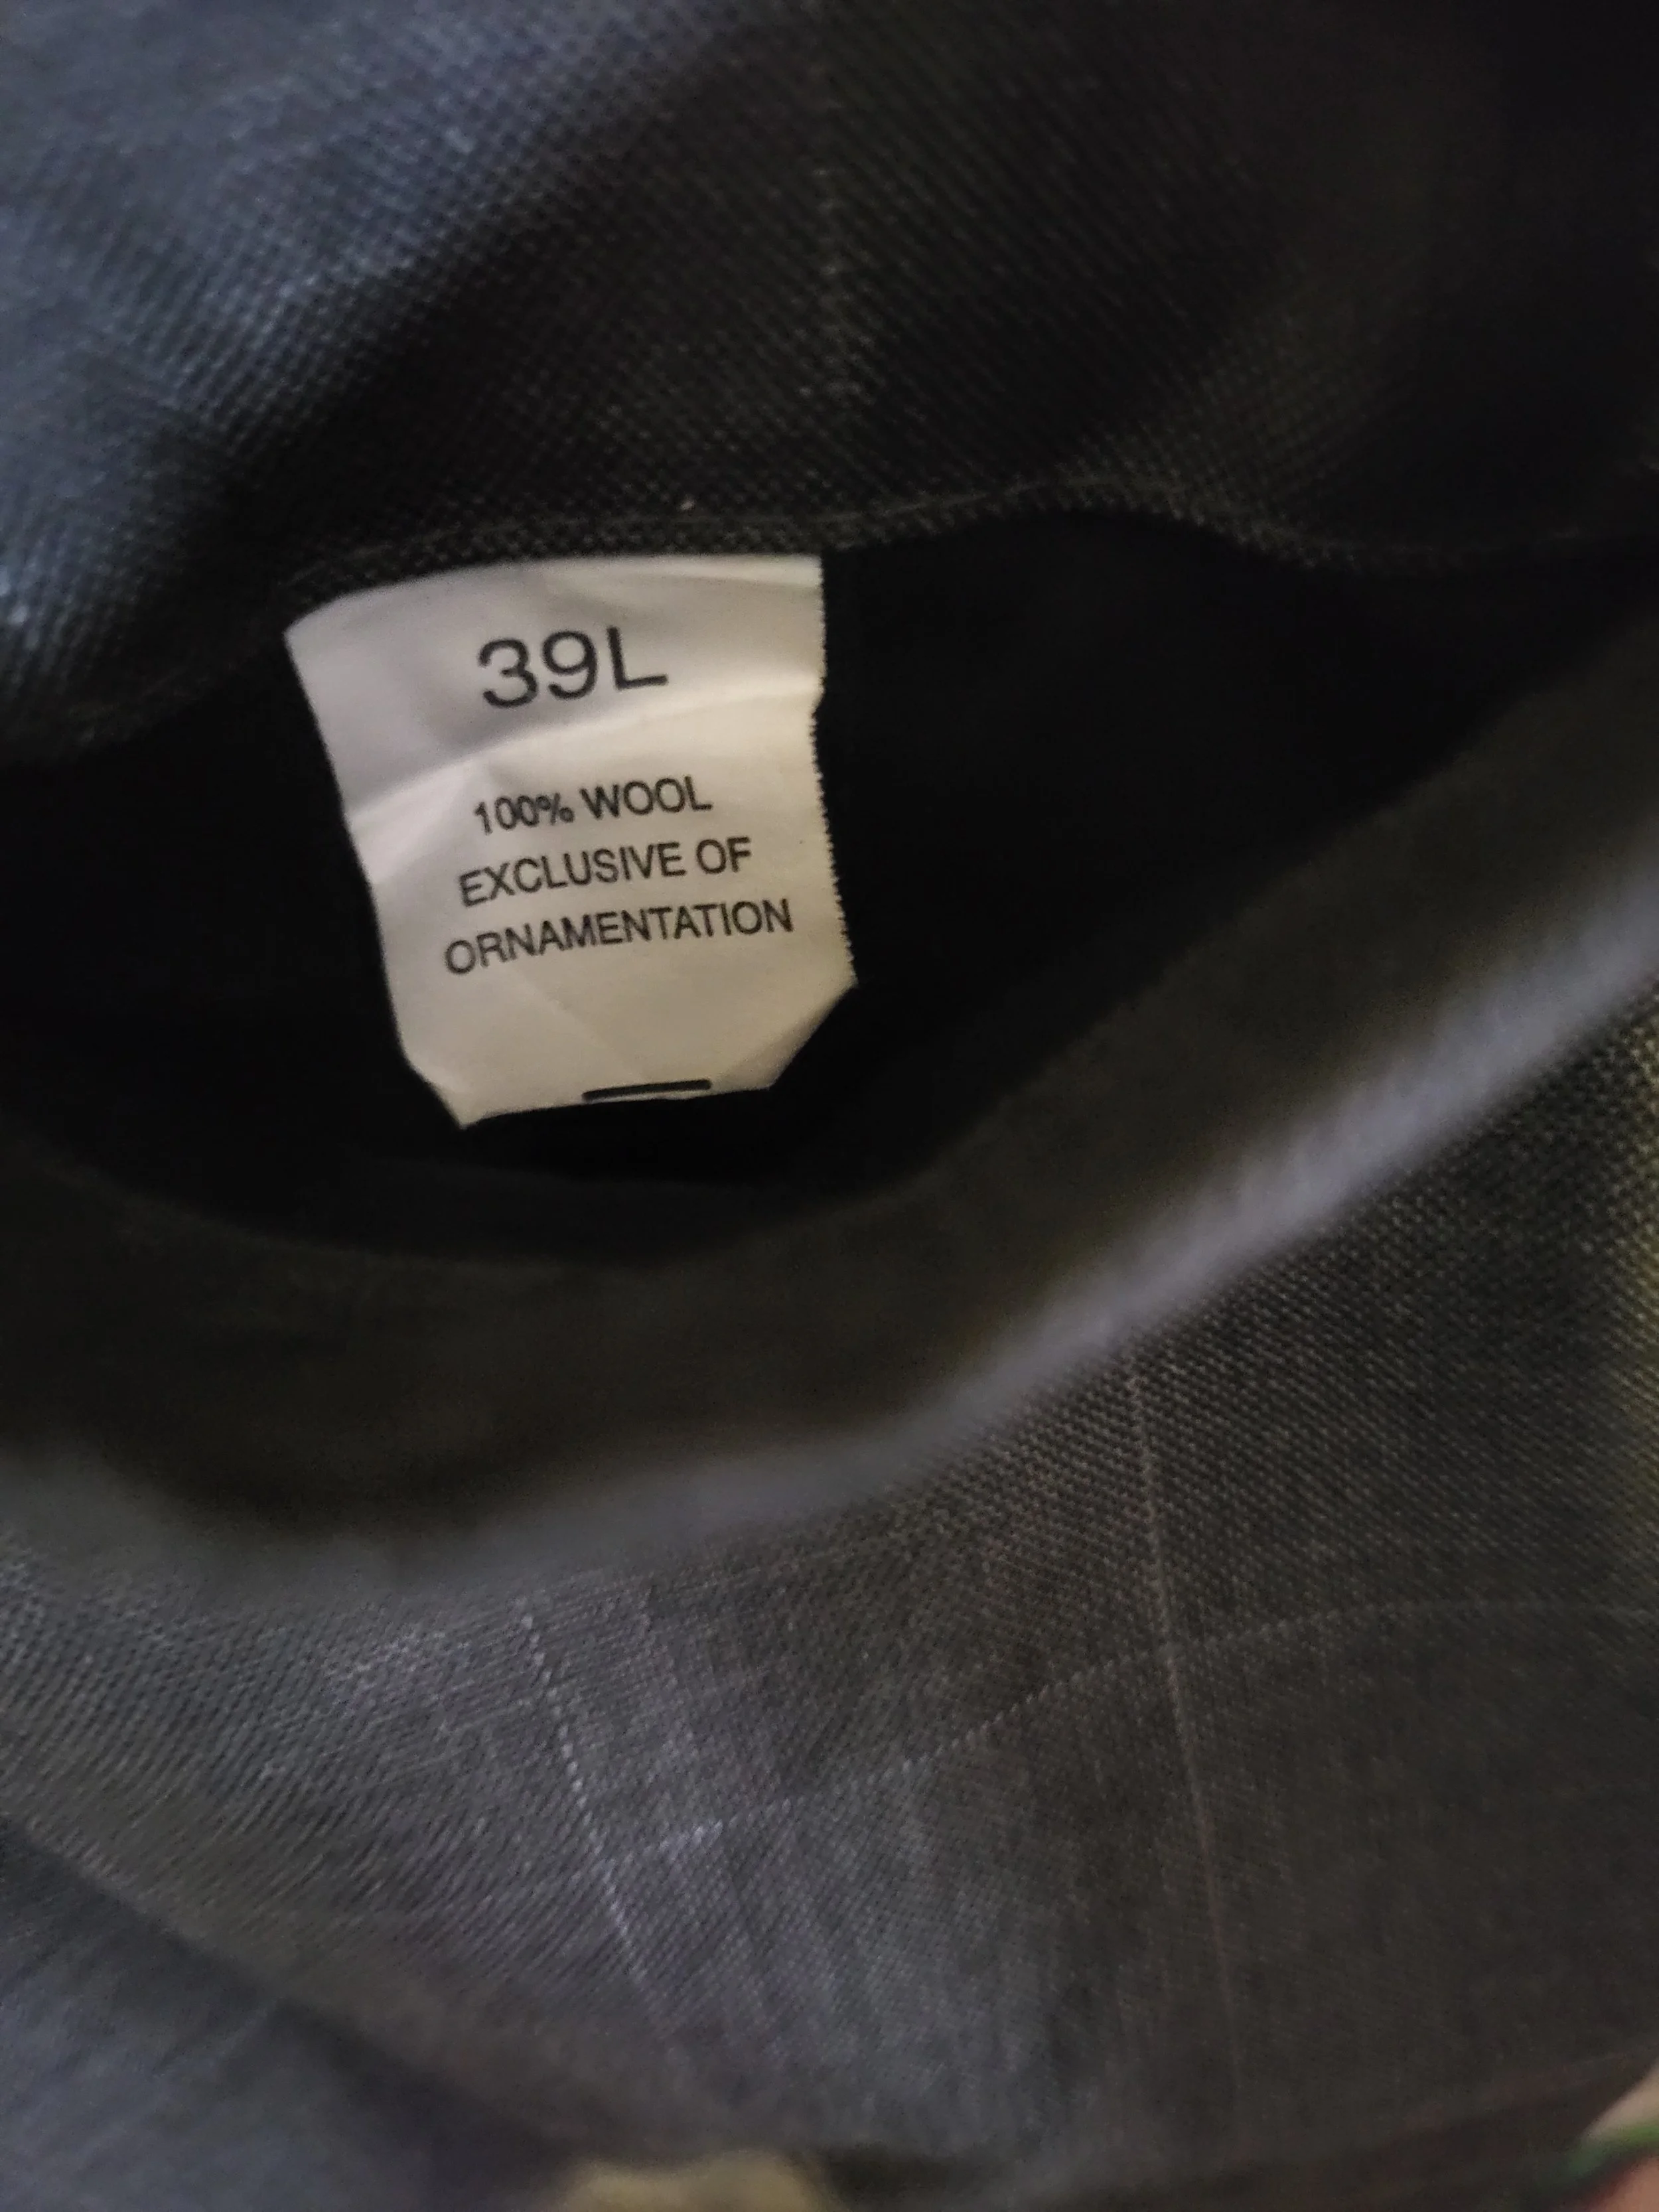 39L
100% WOOL
EXCLUSIVE OF
ORNAMENTATION